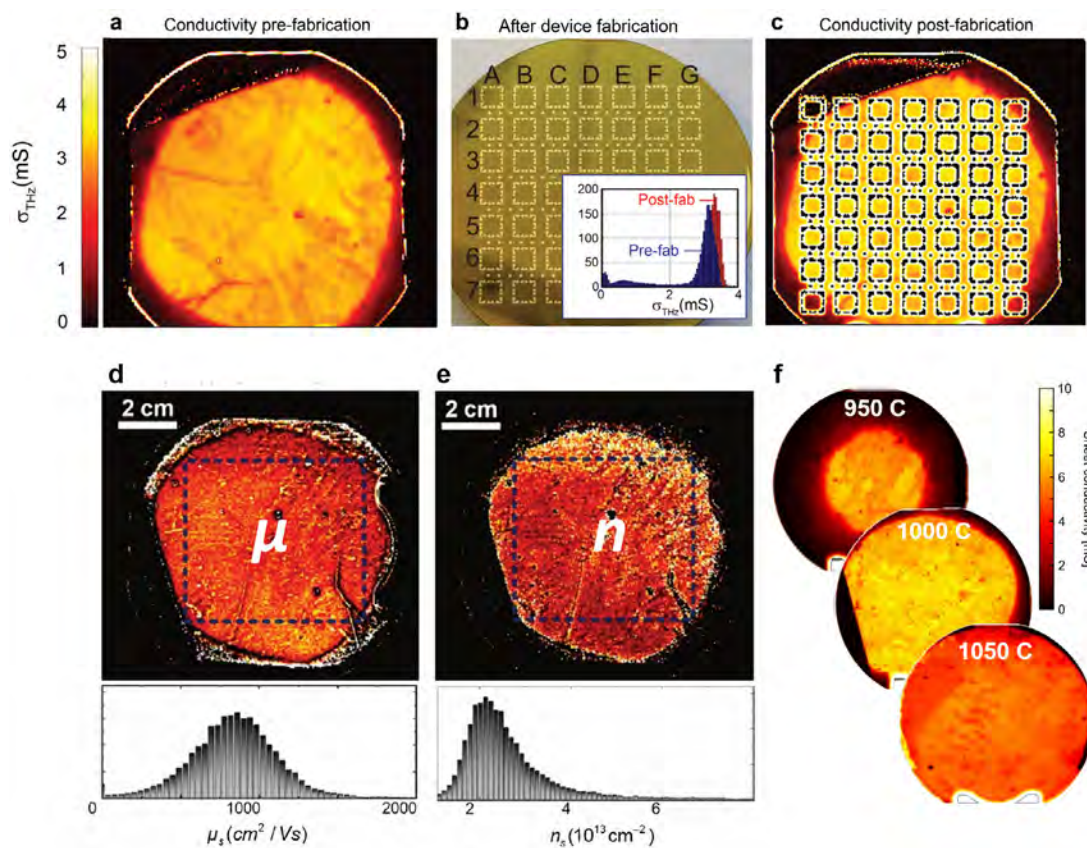 a Conductivity pre-fabrication
b After device fabrication
c Conductivity post-fabrication
5
4
3
2
1
0
σTHz(mS)
A B C D E F G
1
2
3
4
5
6
7
200
150
100
50
0
Post-fab
Pre-fab
0 2 4
σTHz(mS)
d
2 cm
μ
e
2 cm
n
f
950 C
1000 C
1050 C
10
8
6
4
2
0
0 1000 2000
μs(cm²/Vs)
2 4 6
ns(10¹³cm⁻²)